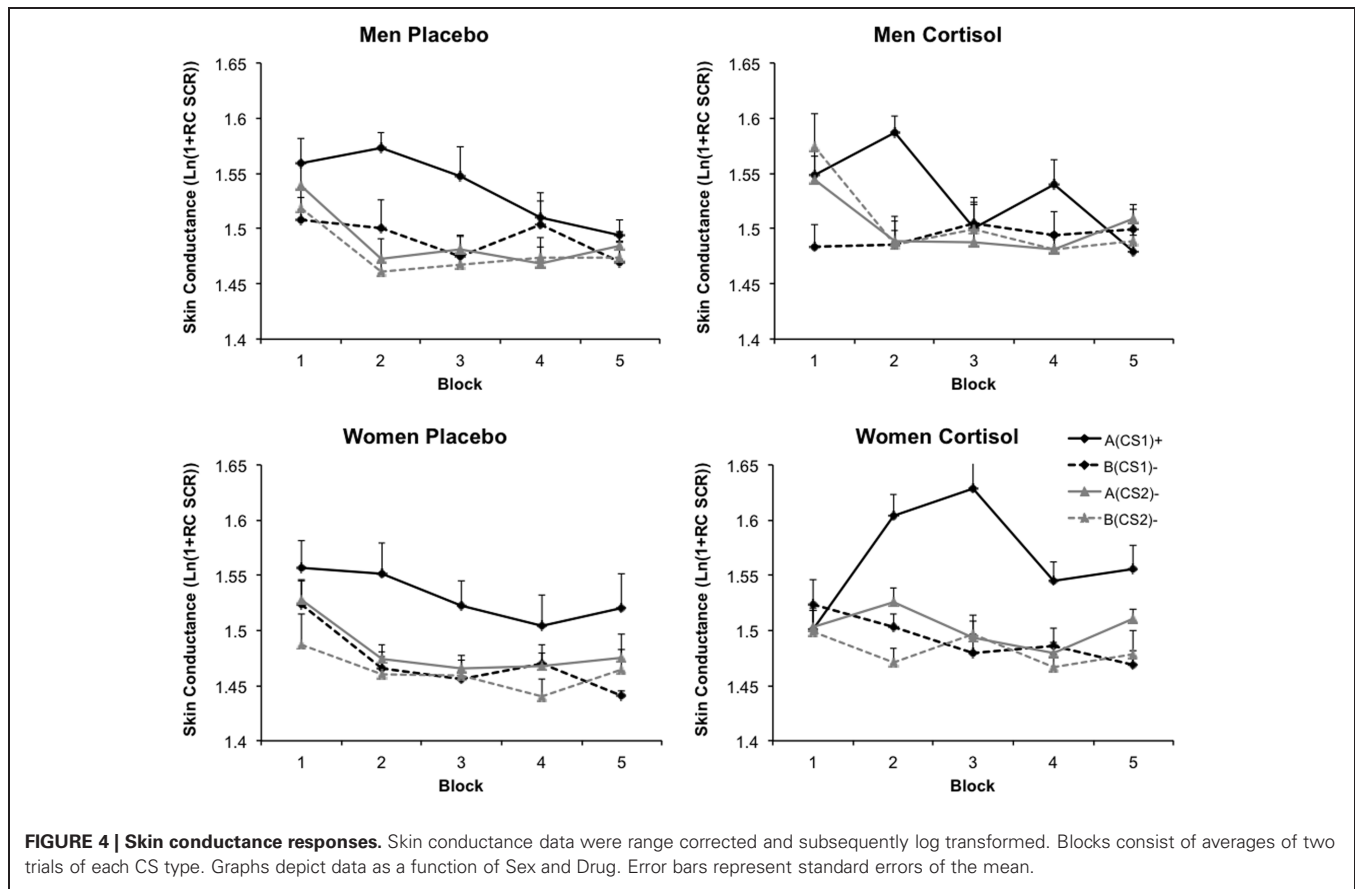 Men Placebo
Skin Conductance (Ln(1+RC SCR))
1.65
1.6
1.55
1.5
1.45
1.4
1 2 3 4 5
Block
Men Cortisol
Skin Conductance (Ln(1+RC SCR))
1.65
1.6
1.55
1.5
1.45
1.4
1 2 3 4 5
Block
Women Placebo
Skin Conductance (Ln(1+RC SCR))
1.65
1.6
1.55
1.5
1.45
1.4
1 2 3 4 5
Block
Women Cortisol
Skin Conductance (Ln(1+RC SCR))
1.65
1.6
1.55
1.5
1.45
1.4
1 2 3 4 5
Block
A(CS1)+
B(CS1)-
A(CS2)-
B(CS2)-
FIGURE 4 | Skin conductance responses. Skin conductance data were range corrected and subsequently log transformed. Blocks consist of averages of two
trials of each CS type. Graphs depict data as a function of Sex and Drug. Error bars represent standard errors of the mean.